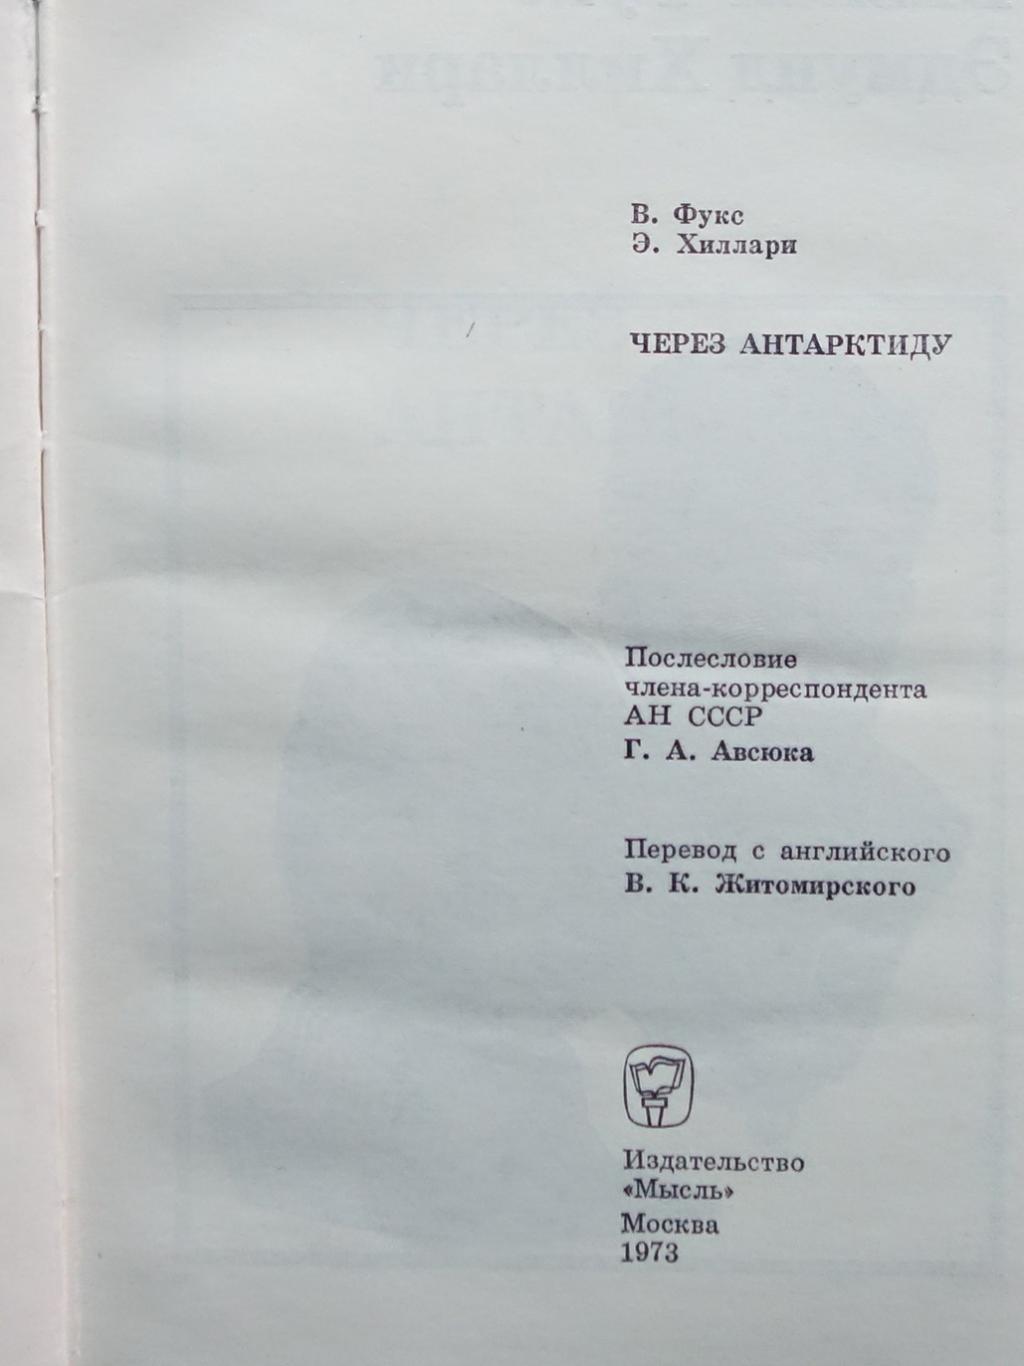 В. Фукс
Э. Хиллари
ЧЕРЕЗ АНТАРКТИДУ
Послесловие
члена-корреспондента
АН СССР
Г. А. Авсюка
Перевод с английского
В. К. Житомирского
Издательство
«Мысль»
Москва
1973